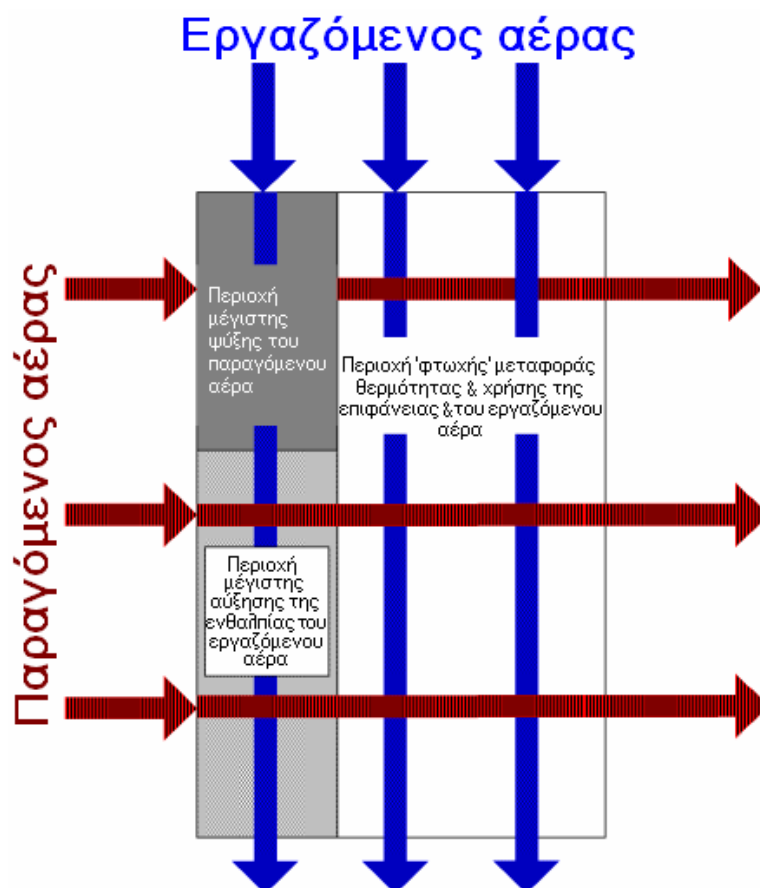 Εργαζόμενος αέρας
Παραγόμενος αέρας
Περιοχή
μέγιστης
ψύξης του
παραγόμενου
αέρα
Περιοχή 'φτωχής' μεταφοράς
θερμότητας & χρήσης της
επιφάνειας &του εργαζόμενου
αέρα
Περιοχή
μέγιστης
αύξησης της
ενθαλπίας του
εργαζόμενου
αέρα